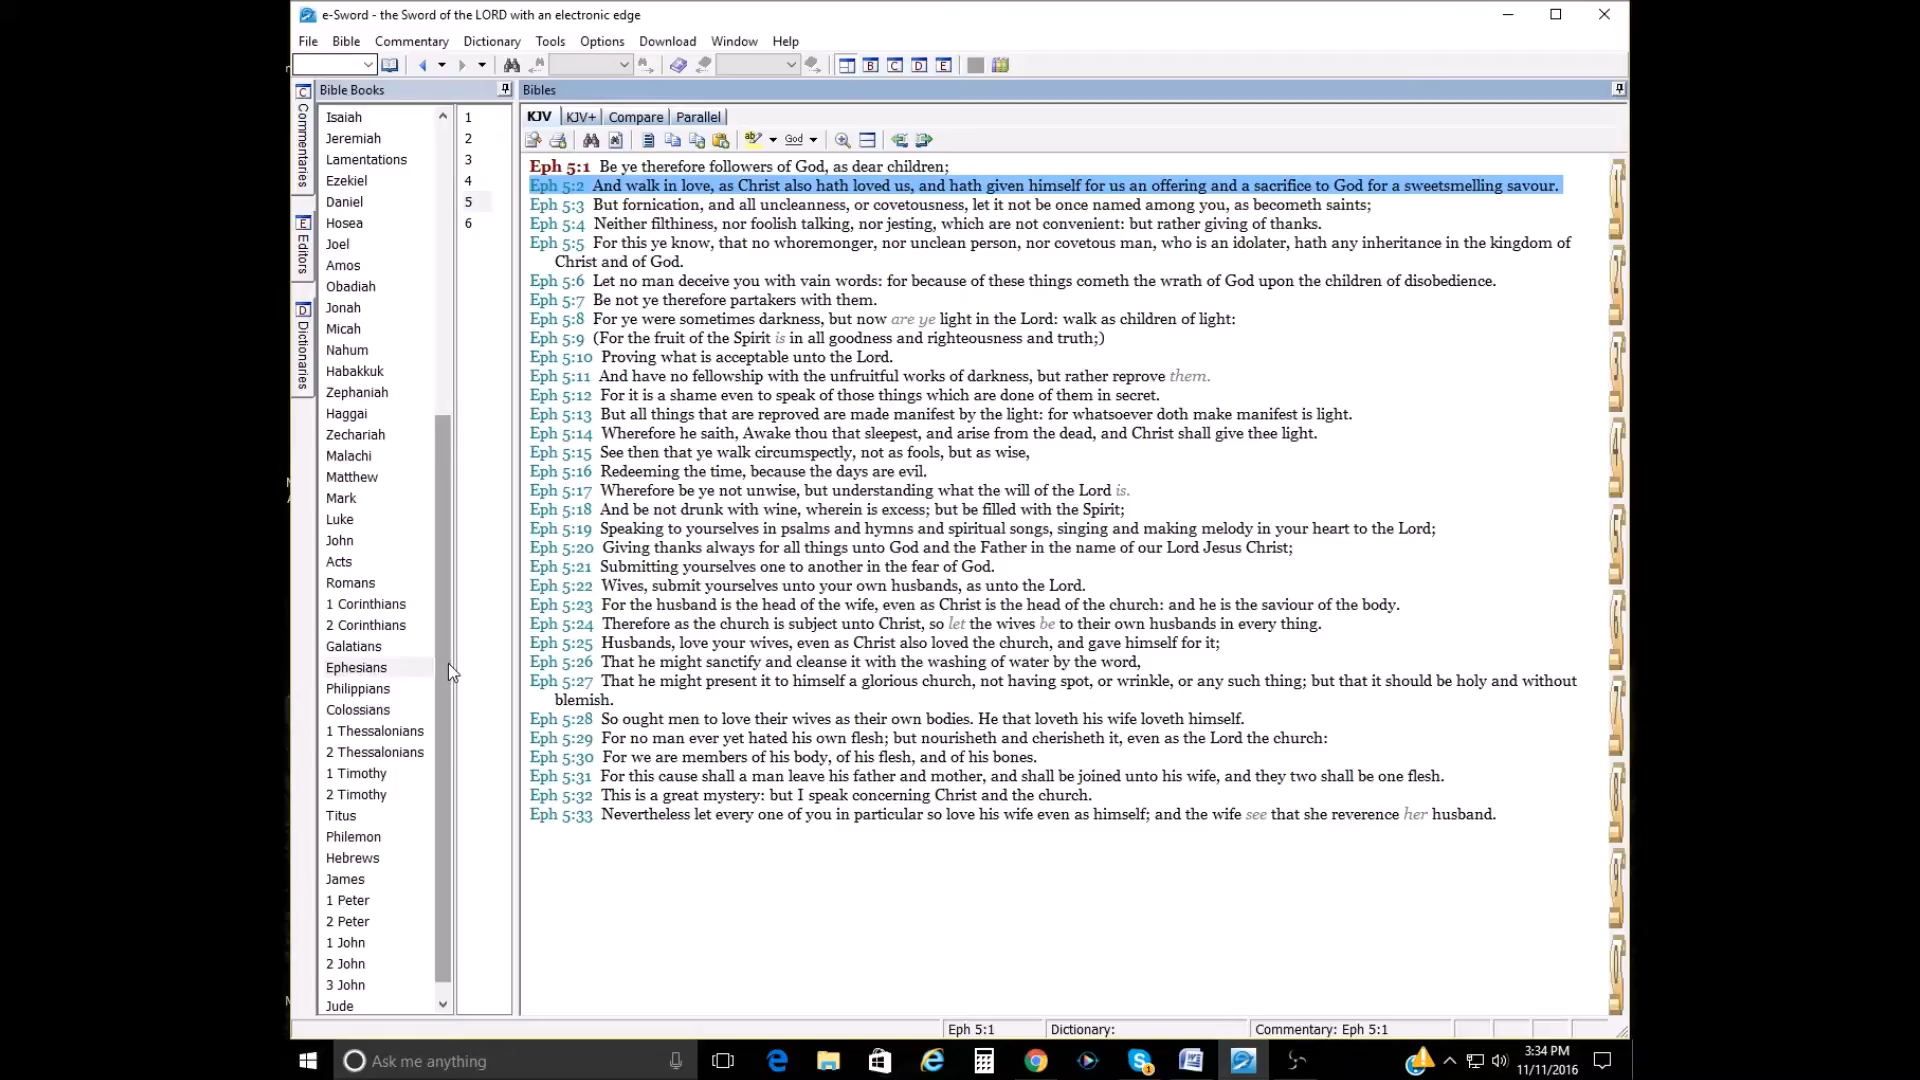 e-Sword - the Sword of the LORD with an electronic edge
File Bible Commentary Dictionary Tools Options Download Window Help
B C D E
Bible Books
Bibles
C Commentaries
E Editors
D Dictionaries
Isaiah
Jeremiah
Lamentations
Ezekiel
Daniel
Hosea
Joel
Amos
Obadiah
Jonah
Micah
Nahum
Habakkuk
Zephaniah
Haggai
Zechariah
Malachi
Matthew
Mark
Luke
John
Acts
Romans
1 Corinthians
2 Corinthians
Galatians
Ephesians
Philippians
Colossians
1 Thessalonians
2 Thessalonians
1 Timothy
2 Timothy
Titus
Philemon
Hebrews
James
1 Peter
2 Peter
1 John
2 John
3 John
Jude
1
2
3
4
5
6
KJV KJV+ Compare Parallel
ab God
Eph 5:1 Be ye therefore followers of God, as dear children;
Eph 5:2 And walk in love, as Christ also hath loved us, and hath given himself for us an offering and a sacrifice to God for a sweetsmelling savour.
Eph 5:3 But fornication, and all uncleanness, or covetousness, let it not be once named among you, as becometh saints;
Eph 5:4 Neither filthiness, nor foolish talking, nor jesting, which are not convenient: but rather giving of thanks.
Eph 5:5 For this ye know, that no whoremonger, nor unclean person, nor covetous man, who is an idolater, hath any inheritance in the kingdom of
Christ and of God.
Eph 5:6 Let no man deceive you with vain words: for because of these things cometh the wrath of God upon the children of disobedience.
Eph 5:7 Be not ye therefore partakers with them.
Eph 5:8 For ye were sometimes darkness, but now are ye light in the Lord: walk as children of light:
Eph 5:9 (For the fruit of the Spirit is in all goodness and righteousness and truth;)
Eph 5:10 Proving what is acceptable unto the Lord.
Eph 5:11 And have no fellowship with the unfruitful works of darkness, but rather reprove them.
Eph 5:12 For it is a shame even to speak of those things which are done of them in secret.
Eph 5:13 But all things that are reproved are made manifest by the light: for whatsoever doth make manifest is light.
Eph 5:14 Wherefore he saith, Awake thou that sleepest, and arise from the dead, and Christ shall give thee light.
Eph 5:15 See then that ye walk circumspectly, not as fools, but as wise,
Eph 5:16 Redeeming the time, because the days are evil.
Eph 5:17 Wherefore be ye not unwise, but understanding what the will of the Lord is.
Eph 5:18 And be not drunk with wine, wherein is excess; but be filled with the Spirit;
Eph 5:19 Speaking to yourselves in psalms and hymns and spiritual songs, singing and making melody in your heart to the Lord;
Eph 5:20 Giving thanks always for all things unto God and the Father in the name of our Lord Jesus Christ;
Eph 5:21 Submitting yourselves one to another in the fear of God.
Eph 5:22 Wives, submit yourselves unto your own husbands, as unto the Lord.
Eph 5:23 For the husband is the head of the wife, even as Christ is the head of the church: and he is the saviour of the body.
Eph 5:24 Therefore as the church is subject unto Christ, so let the wives be to their own husbands in every thing.
Eph 5:25 Husbands, love your wives, even as Christ also loved the church, and gave himself for it;
Eph 5:26 That he might sanctify and cleanse it with the washing of water by the word,
Eph 5:27 That he might present it to himself a glorious church, not having spot, or wrinkle, or any such thing; but that it should be holy and without
blemish.
Eph 5:28 So ought men to love their wives as their own bodies. He that loveth his wife loveth himself.
Eph 5:29 For no man ever yet hated his own flesh; but nourisheth and cherisheth it, even as the Lord the church:
Eph 5:30 For we are members of his body, of his flesh, and of his bones.
Eph 5:31 For this cause shall a man leave his father and mother, and shall be joined unto his wife, and they two shall be one flesh.
Eph 5:32 This is a great mystery: but I speak concerning Christ and the church.
Eph 5:33 Nevertheless let every one of you in particular so love his wife even as himself; and the wife see that she reverence her husband.
Eph 5:1 Dictionary: Commentary: Eph 5:1
Ask me anything
3:34 PM
11/11/2016